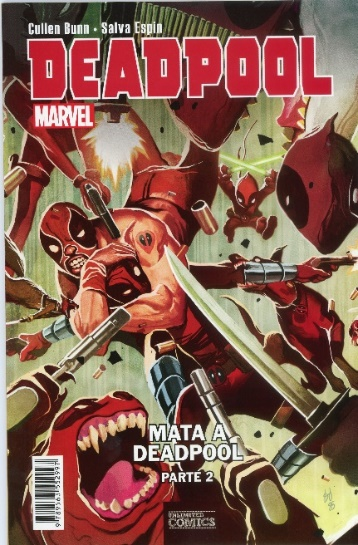 Cullen Bunn • Salva Espin
DEADPOOL
MARVEL
MATA A
DEADPOOL
PARTE 2
UNLIMITED
COMICS